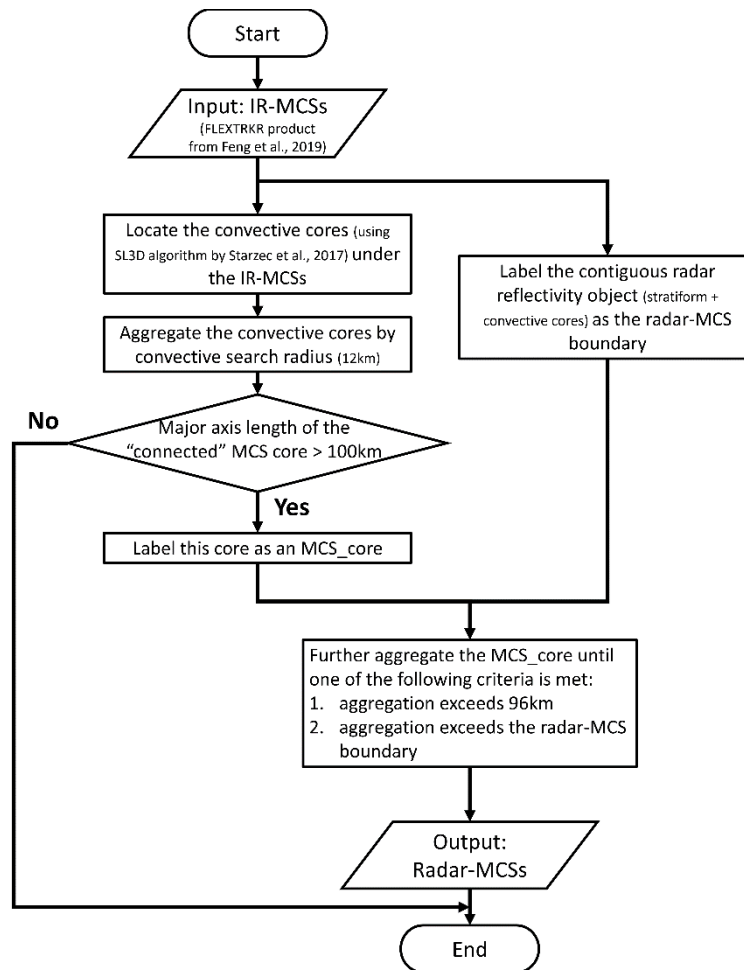 Start
Input: IR-MCSs
(FLEXTRKR product
from Feng et al., 2019)
Locate the convective cores (using
SL3D algorithm by Starzec et al., 2017) under
the IR-MCSs
Label the contiguous radar
reflectivity object (stratiform +
convective cores) as the radar-MCS
boundary
Aggregate the convective cores by
convective search radius (12km)
No
Major axis length of the
“connected” MCS core > 100km
Yes
Label this core as an MCS_core
Further aggregate the MCS_core until
one of the following criteria is met:
1. aggregation exceeds 96km
2. aggregation exceeds the radar-MCS
boundary
Output:
Radar-MCSs
End